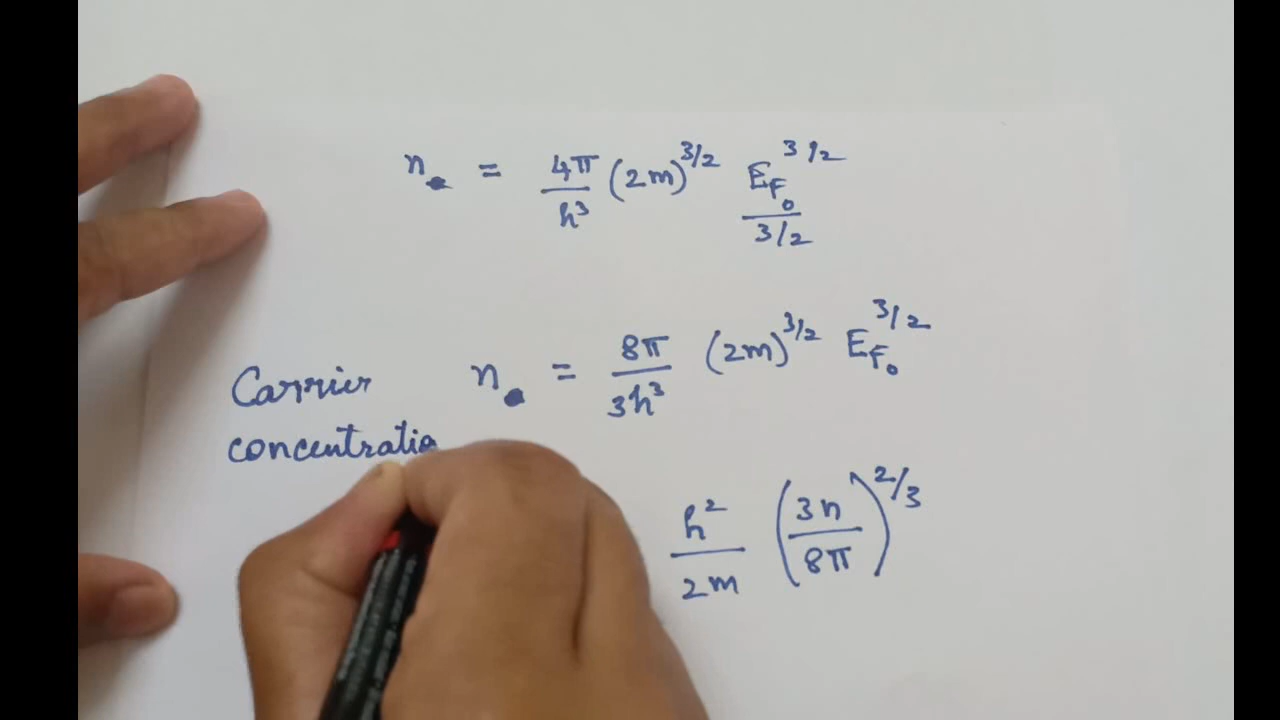 n = 4π/h³ (2m)^3/2 E_F₀^3/2 / 3/2
Carrier n = 8π/3h³ (2m)^3/2 E_F₀^3/2
concentratio
h²/2m (3n/8π)^2/3